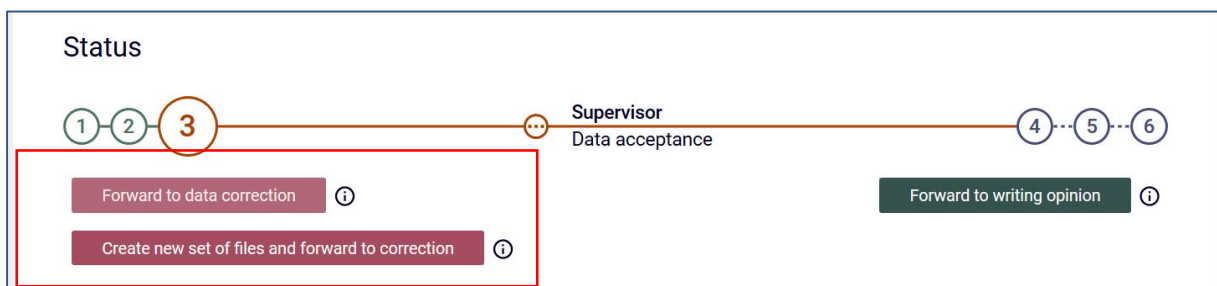 Status
1 2 3
Supervisor
Data acceptance
4 5 6
Forward to data correction
Forward to writing opinion
Create new set of files and forward to correction